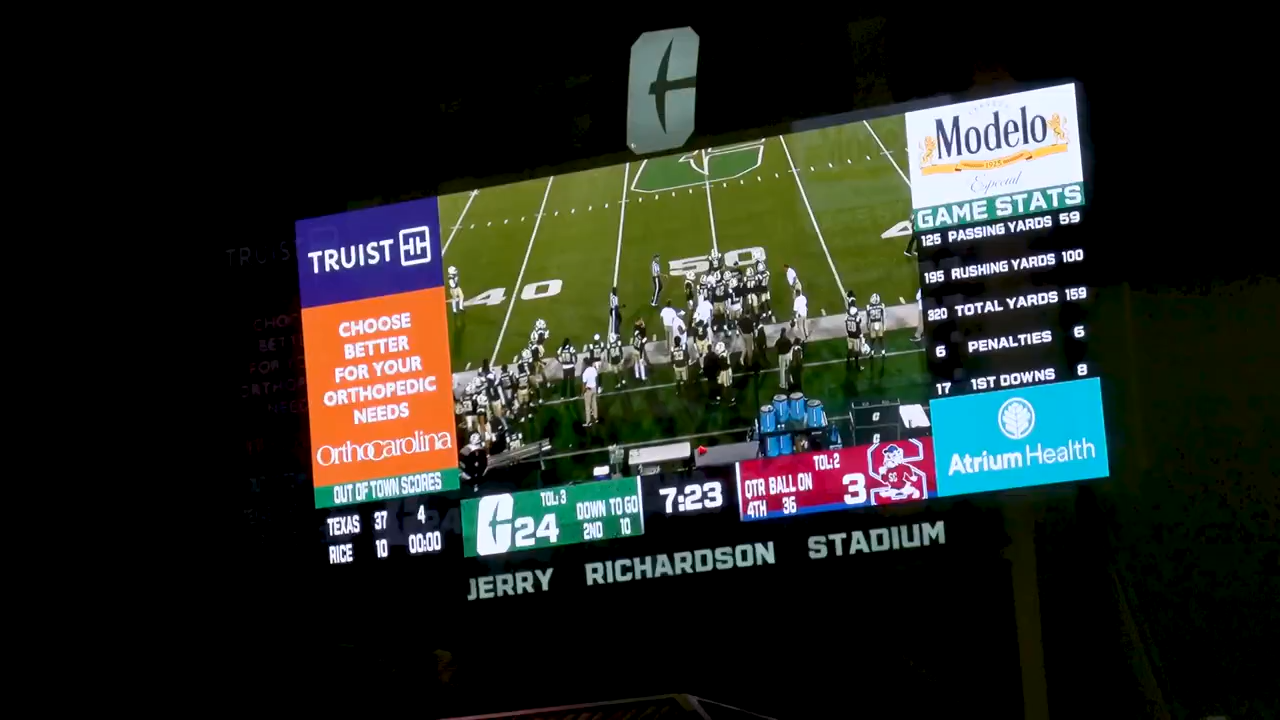 TRUIST
CHOOSE
BETTER
FOR YOUR
ORTHOPEDIC
NEEDS
OrthoCarolina
OUT OF TOWN SCORES
TEXAS 37 4
RICE 10 00:00
40
50
4
Modelo
1925
Especial
GAME STATS
125 PASSING YARDS 59
195 RUSHING YARDS 100
320 TOTAL YARDS 159
6 PENALTIES 6
17 1ST DOWNS 8
Atrium Health
C 24
TOL: 3
DOWN TO GO
2ND 10
7:23
TOL: 2
QTR BALL ON
4TH 36
3
SC
JERRY RICHARDSON STADIUM